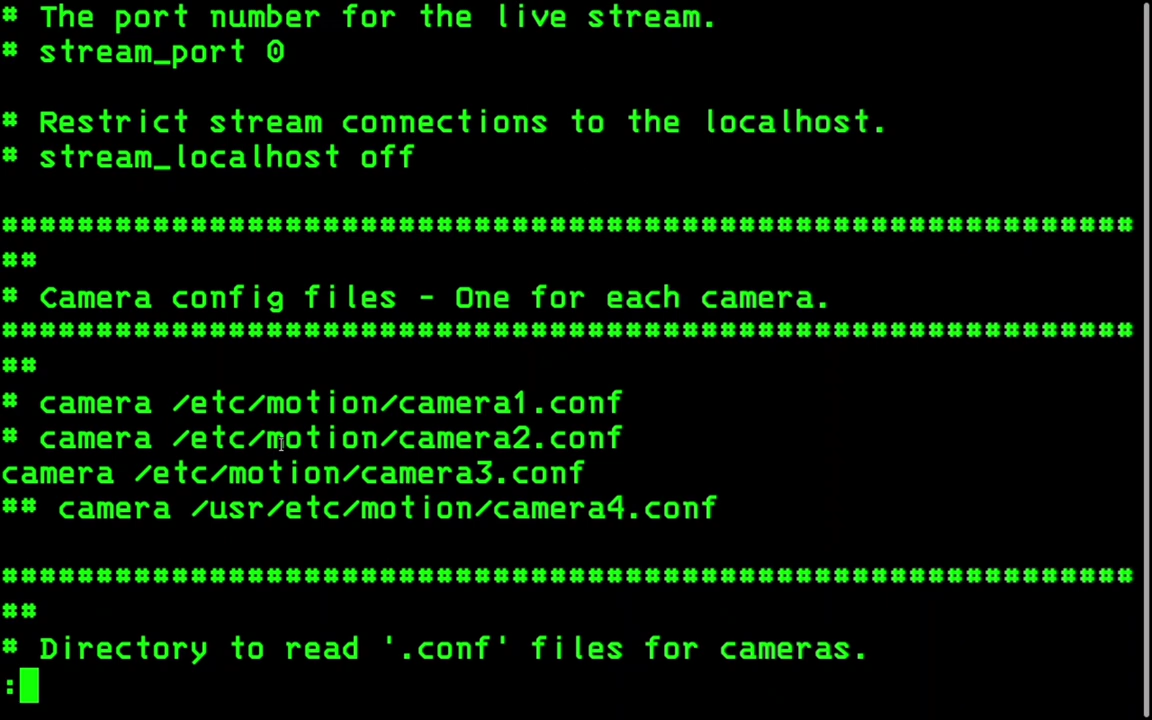 # The port number for the live stream.
# stream_port 0
# Restrict stream connections to the localhost.
# stream_localhost off
############################################################
##
# Camera config files - One for each camera.
############################################################
##
# camera /etc/motion/camera1.conf
# camera /etc/motion/camera2.conf
camera /etc/motion/camera3.conf
## camera /usr/etc/motion/camera4.conf
############################################################
##
# Directory to read '.conf' files for cameras.
: